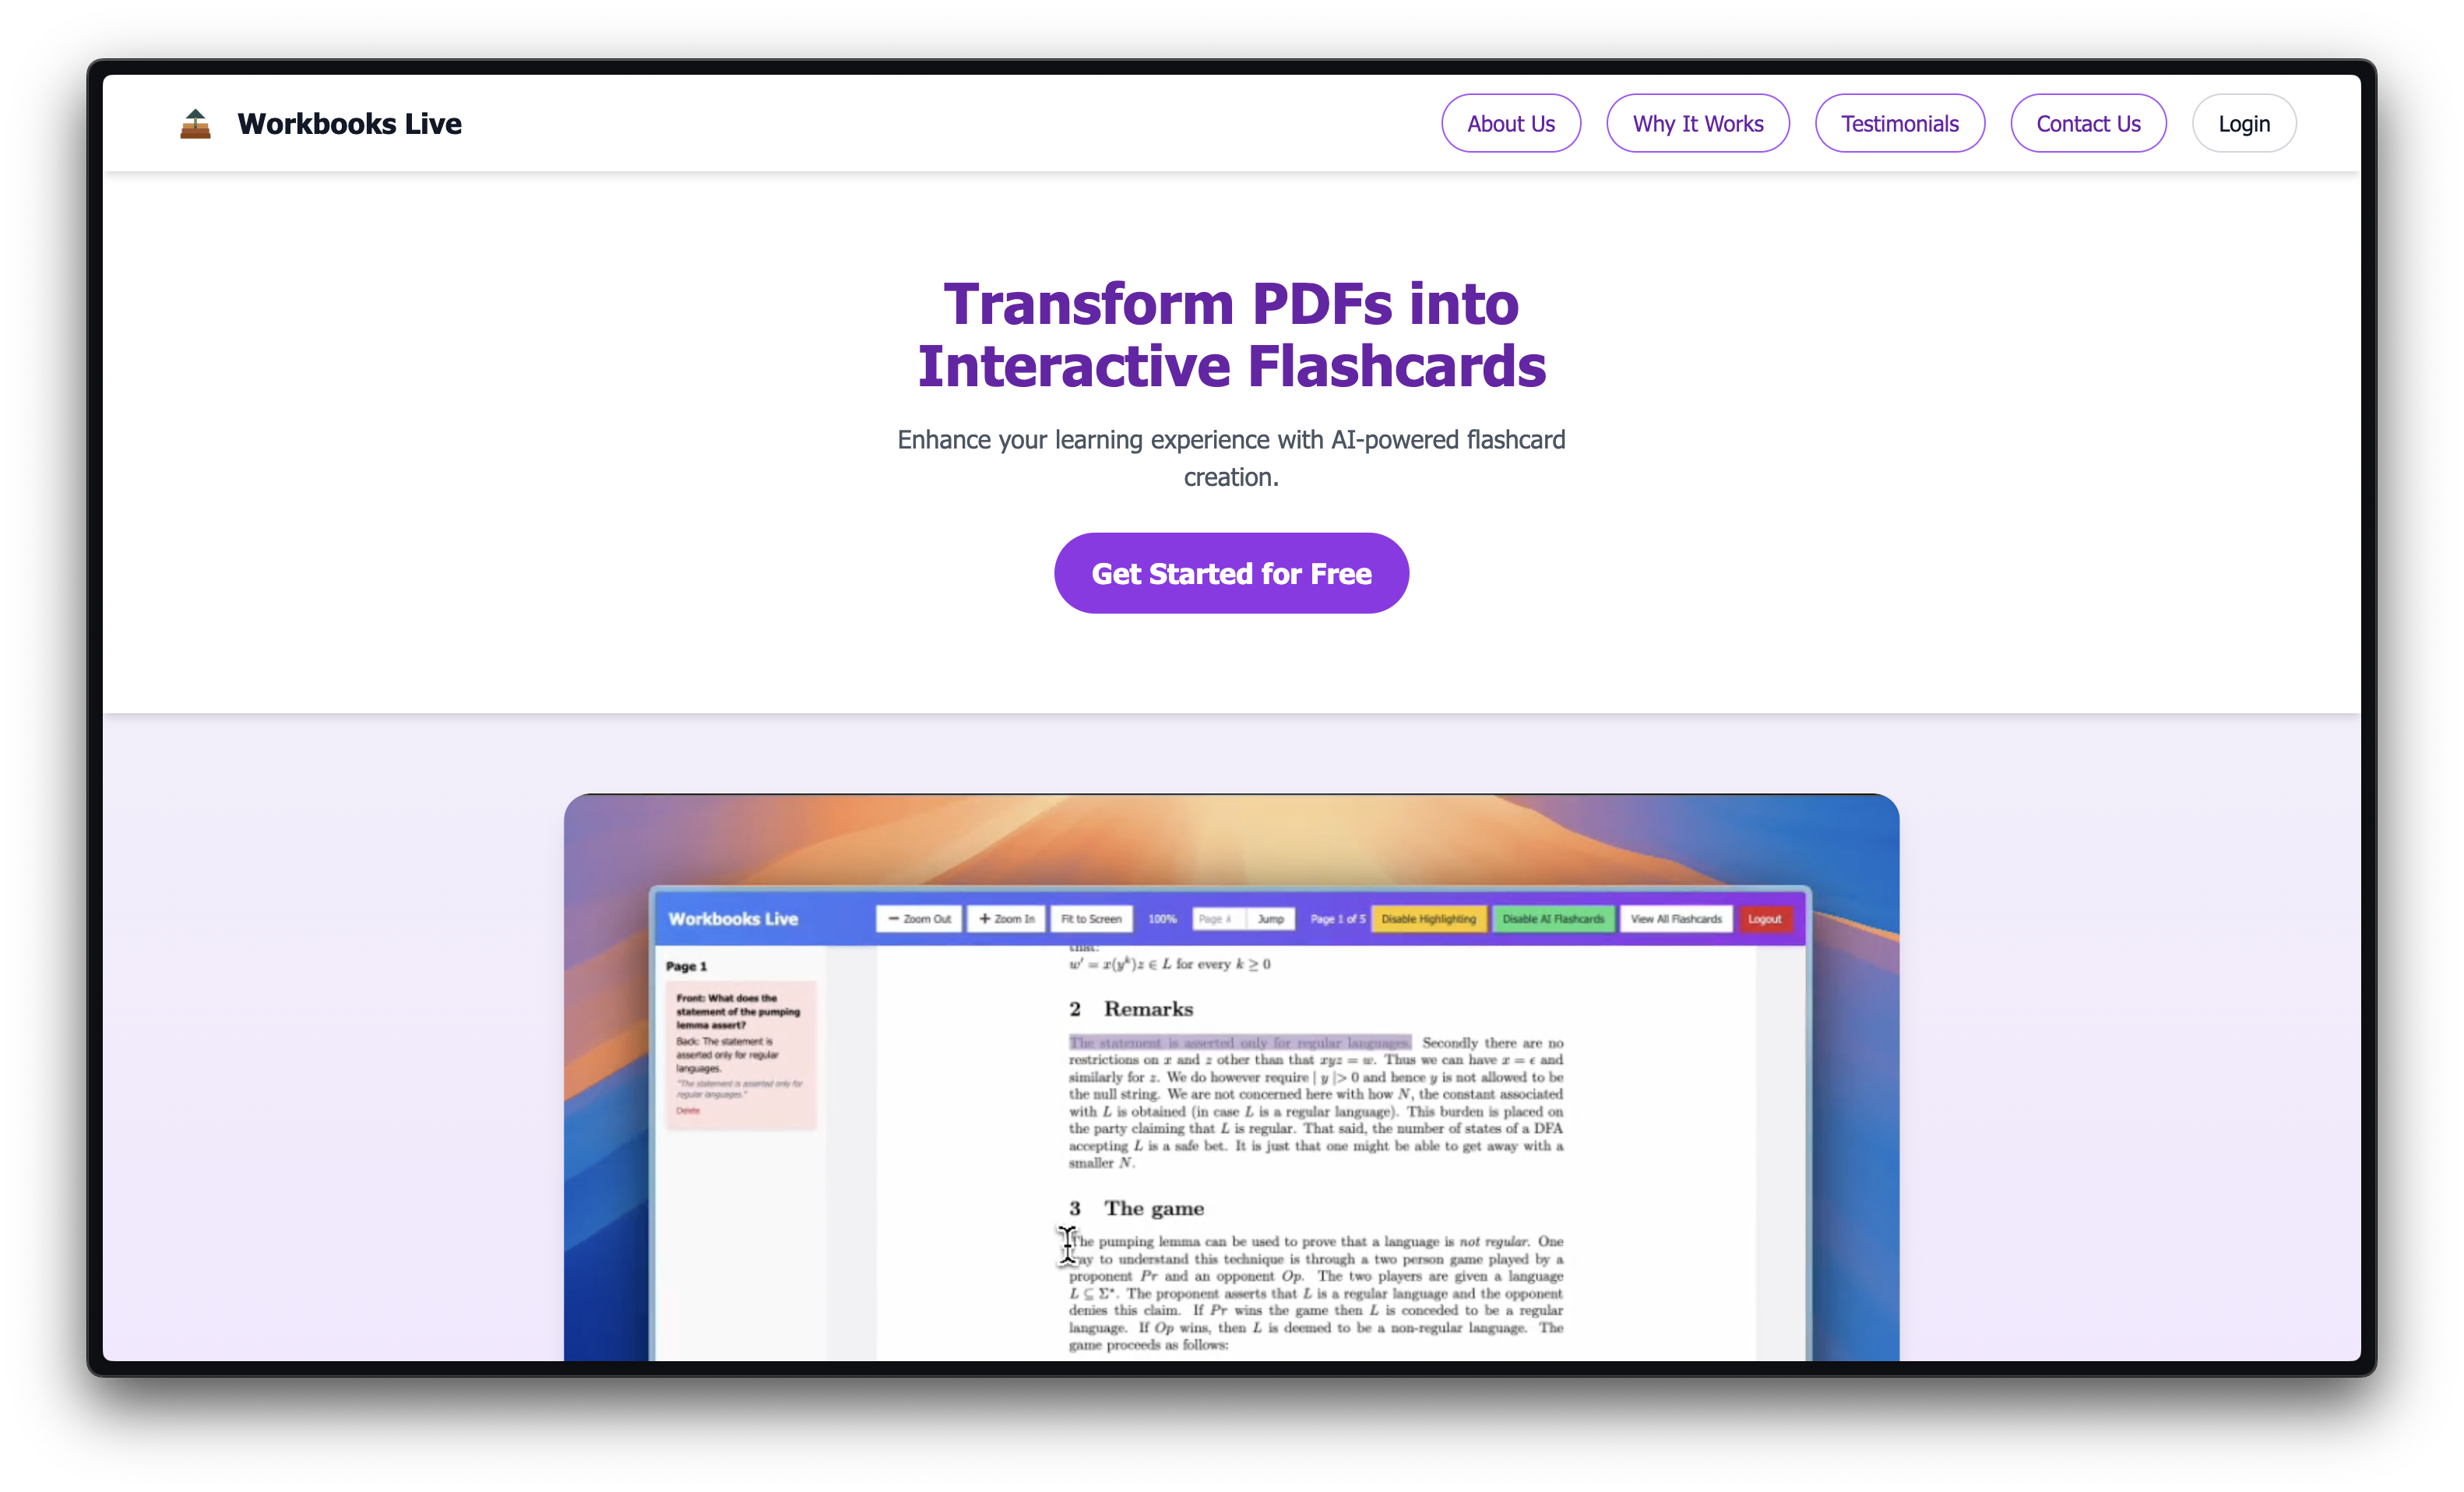 Workbooks Live
About Us
Why It Works
Testimonials
Contact Us
Login
Transform PDFs into
Interactive Flashcards
Enhance your learning experience with AI-powered flashcard
creation.
Get Started for Free
Workbooks Live
Zoom Out
Zoom In
Fit to Screen
100%
Page #
Jump
Page 1 of 5
Disable Highlighting
Disable AI Flashcards
View All Flashcards
Logout
Page 1
Front: What does the
statement of the pumping
lemma assert?
Back: The statement is
asserted only for regular
languages.
"The statement is asserted only for
regular languages."
Delete
that:
w′ = x(yᵏ)z ∈ L for every k ≥ 0
2 Remarks
The statement is asserted only for regular languages. Secondly there are no
restrictions on x and z other than that xyz = w. Thus we can have x = ϵ and
similarly for z. We do however require | y |> 0 and hence y is not allowed to be
the null string. We are not concerned here with how N, the constant associated
with L is obtained (in case L is a regular language). This burden is placed on
the party claiming that L is regular. That said, the number of states of a DFA
accepting L is a safe bet. It is just that one might be able to get away with a
smaller N.
3 The game
The pumping lemma can be used to prove that a language is not regular. One
way to understand this technique is through a two person game played by a
proponent Pr and an opponent Op. The two players are given a language
L ⊆ Σ*. The proponent asserts that L is a regular language and the opponent
denies this claim. If Pr wins the game then L is conceded to be a regular
language. If Op wins, then L is deemed to be a non-regular language. The
game proceeds as follows: